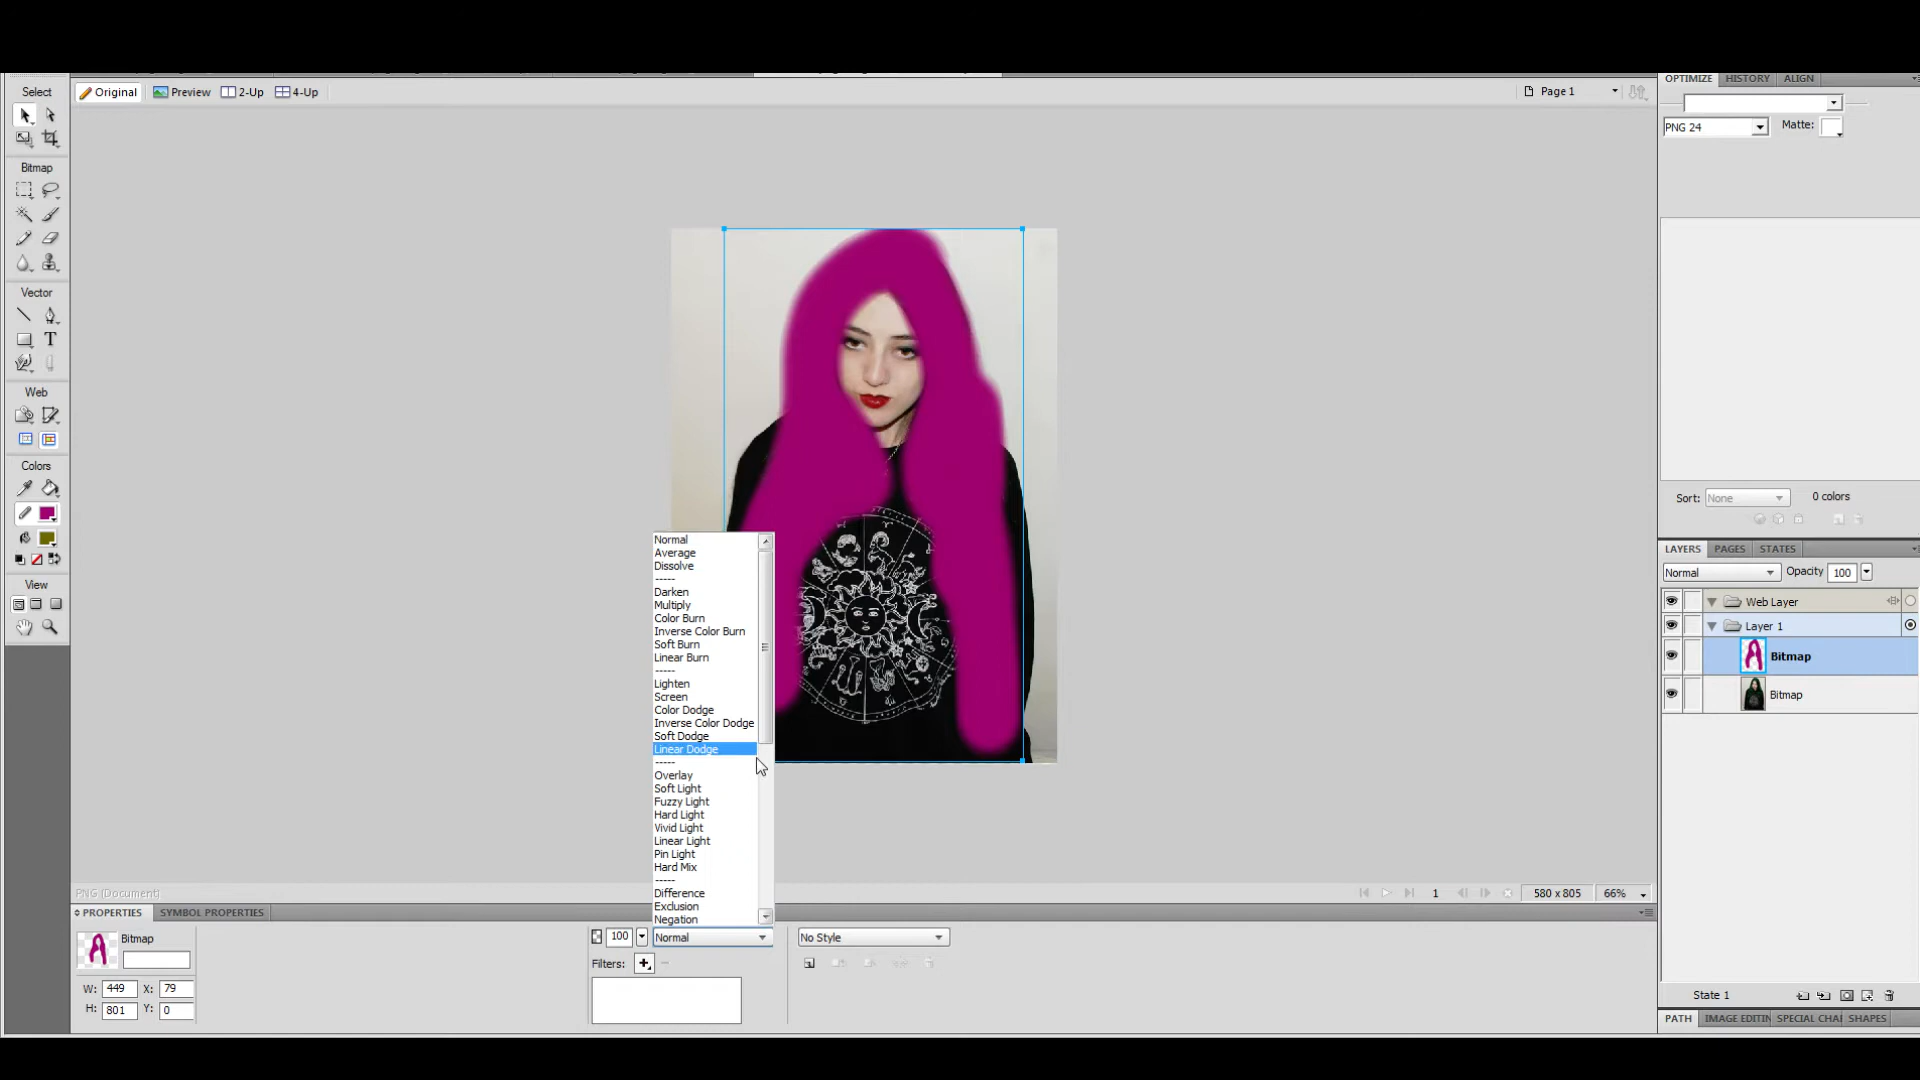 Select
Original
Preview
2-Up
4-Up
Page 1
OPTIMIZE
HISTORY
ALIGN
PNG 24
Matte:
Bitmap
Vector
T
Web
Colors
View
Sort:
None
0 colors
LAYERS
PAGES
STATES
Normal
Opacity
100
Web Layer
Layer 1
Bitmap
Bitmap
State 1
PATH
IMAGE EDITIN
SPECIAL CHAI
SHAPES
Normal
Average
Dissolve
-----
Darken
Multiply
Color Burn
Inverse Color Burn
Soft Burn
Linear Burn
-----
Lighten
Screen
Color Dodge
Inverse Color Dodge
Soft Dodge
Linear Dodge
-----
Overlay
Soft Light
Fuzzy Light
Hard Light
Vivid Light
Linear Light
Pin Light
Hard Mix
-----
Difference
Exclusion
Negation
PNG (Document)
1
580 x 805
66%
PROPERTIES
SYMBOL PROPERTIES
Bitmap
100
Normal
No Style
Filters:
W: 449 X: 79
H: 801 Y: 0